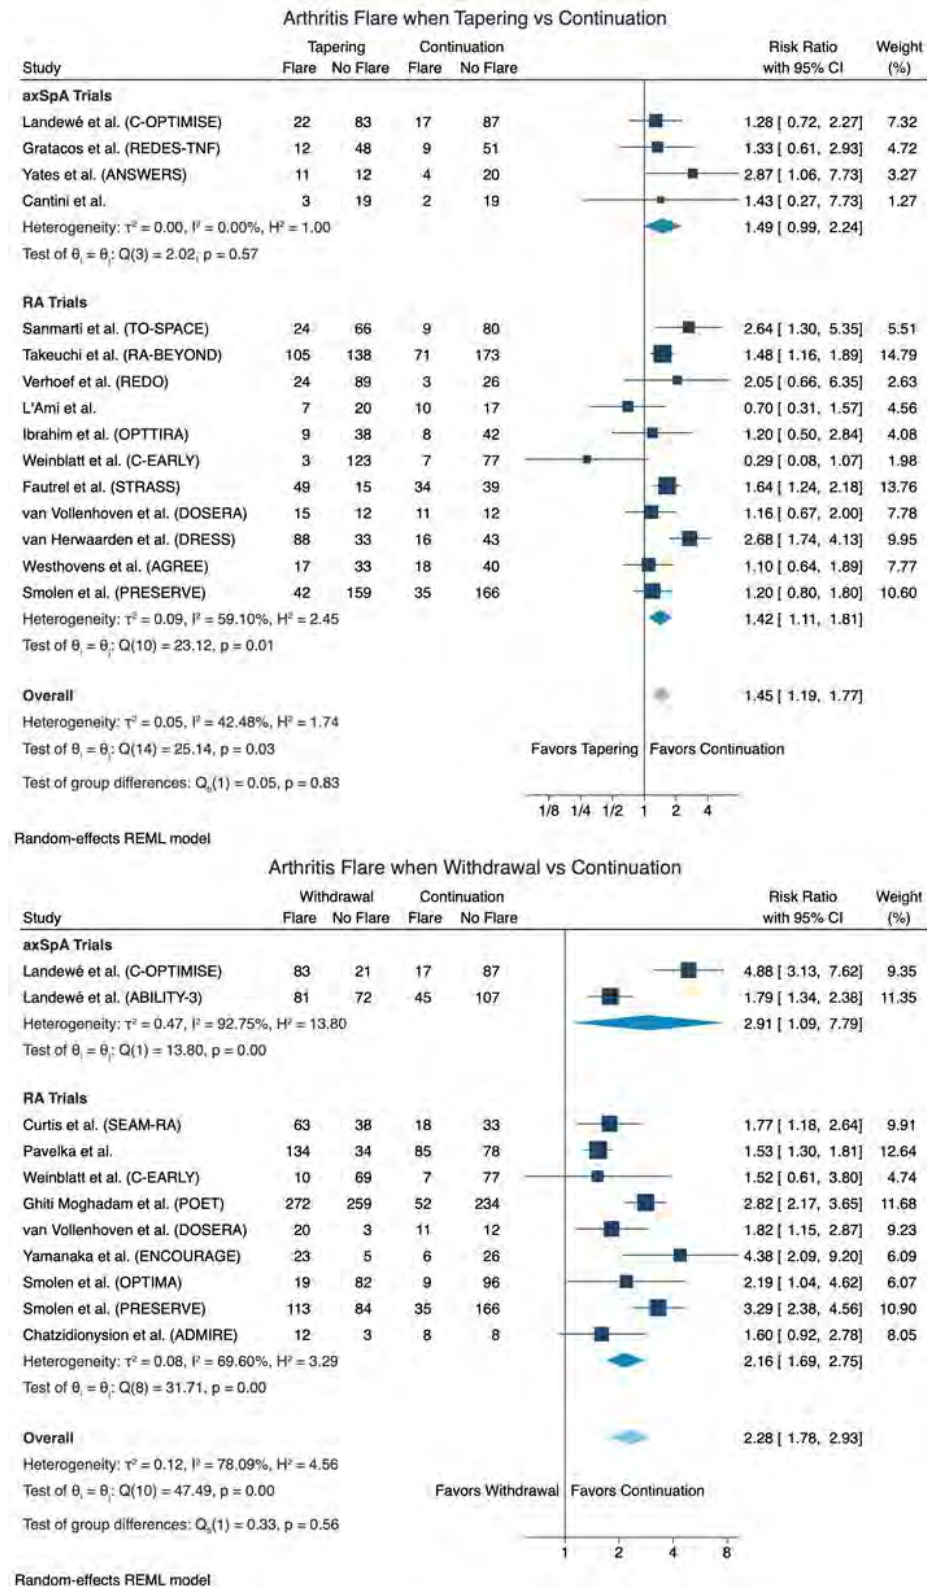 Arthritis Flare when Tapering vs Continuation
Tapering Continuation Risk Ratio Weight
Study Flare No Flare Flare No Flare with 95% CI (%)
axSpA Trials
Landewé et al. (C-OPTIMISE) 22 83 17 87 1.28 [ 0.72, 2.27] 7.32
Gratacos et al. (REDES-TNF) 12 48 9 51 1.33 [ 0.61, 2.93] 4.72
Yates et al. (ANSWERS) 11 12 4 20 2.87 [ 1.06, 7.73] 3.27
Cantini et al. 3 19 2 19 1.43 [ 0.27, 7.73] 1.27
Heterogeneity: τ² = 0.00, I² = 0.00%, H² = 1.00 1.49 [ 0.99, 2.24]
Test of θᵢ = θⱼ: Q(3) = 2.02, p = 0.57
RA Trials
Sanmarti et al. (TO-SPACE) 24 66 9 80 2.64 [ 1.30, 5.35] 5.51
Takeuchi et al. (RA-BEYOND) 105 138 71 173 1.48 [ 1.16, 1.89] 14.79
Verhoef et al. (REDO) 24 89 3 26 2.05 [ 0.66, 6.35] 2.63
L'Ami et al. 7 20 10 17 0.70 [ 0.31, 1.57] 4.56
Ibrahim et al. (OPTTIRA) 9 38 8 42 1.20 [ 0.50, 2.84] 4.08
Weinblatt et al. (C-EARLY) 3 123 7 77 0.29 [ 0.08, 1.07] 1.98
Fautrel et al. (STRASS) 49 15 34 39 1.64 [ 1.24, 2.18] 13.76
van Vollenhoven et al. (DOSERA) 15 12 11 12 1.16 [ 0.67, 2.00] 7.78
van Herwaarden et al. (DRESS) 88 33 16 43 2.68 [ 1.74, 4.13] 9.95
Westhovens et al. (AGREE) 17 33 18 40 1.10 [ 0.64, 1.89] 7.77
Smolen et al. (PRESERVE) 42 159 35 166 1.20 [ 0.80, 1.80] 10.60
Heterogeneity: τ² = 0.09, I² = 59.10%, H² = 2.45 1.42 [ 1.11, 1.81]
Test of θᵢ = θⱼ: Q(10) = 23.12, p = 0.01
Overall 1.45 [ 1.19, 1.77]
Heterogeneity: τ² = 0.05, I² = 42.48%, H² = 1.74
Test of θᵢ = θⱼ: Q(14) = 25.14, p = 0.03 Favors Tapering Favors Continuation
Test of group differences: Q_b(1) = 0.05, p = 0.83
1/8 1/4 1/2 1 2 4
Random-effects REML model
Arthritis Flare when Withdrawal vs Continuation
Withdrawal Continuation Risk Ratio Weight
Study Flare No Flare Flare No Flare with 95% CI (%)
axSpA Trials
Landewé et al. (C-OPTIMISE) 83 21 17 87 4.88 [ 3.13, 7.62] 9.35
Landewé et al. (ABILITY-3) 81 72 45 107 1.79 [ 1.34, 2.38] 11.35
Heterogeneity: τ² = 0.47, I² = 92.75%, H² = 13.80 2.91 [ 1.09, 7.79]
Test of θᵢ = θⱼ: Q(1) = 13.80, p = 0.00
RA Trials
Curtis et al. (SEAM-RA) 63 38 18 33 1.77 [ 1.18, 2.64] 9.91
Pavelka et al. 134 34 85 78 1.53 [ 1.30, 1.81] 12.64
Weinblatt et al. (C-EARLY) 10 69 7 77 1.52 [ 0.61, 3.80] 4.74
Ghiti Moghadam et al. (POET) 272 259 52 234 2.82 [ 2.17, 3.65] 11.68
van Vollenhoven et al. (DOSERA) 20 3 11 12 1.82 [ 1.15, 2.87] 9.23
Yamanaka et al. (ENCOURAGE) 23 5 6 26 4.38 [ 2.09, 9.20] 6.09
Smolen et al. (OPTIMA) 19 82 9 96 2.19 [ 1.04, 4.62] 6.07
Smolen et al. (PRESERVE) 113 84 35 166 3.29 [ 2.38, 4.56] 10.90
Chatzidionysion et al. (ADMIRE) 12 3 8 8 1.60 [ 0.92, 2.78] 8.05
Heterogeneity: τ² = 0.08, I² = 69.60%, H² = 3.29 2.16 [ 1.69, 2.75]
Test of θᵢ = θⱼ: Q(8) = 31.71, p = 0.00
Overall 2.28 [ 1.78, 2.93]
Heterogeneity: τ² = 0.12, I² = 78.09%, H² = 4.56
Test of θᵢ = θⱼ: Q(10) = 47.49, p = 0.00 Favors Withdrawal Favors Continuation
Test of group differences: Q_b(1) = 0.33, p = 0.56
1 2 4 8
Random-effects REML model